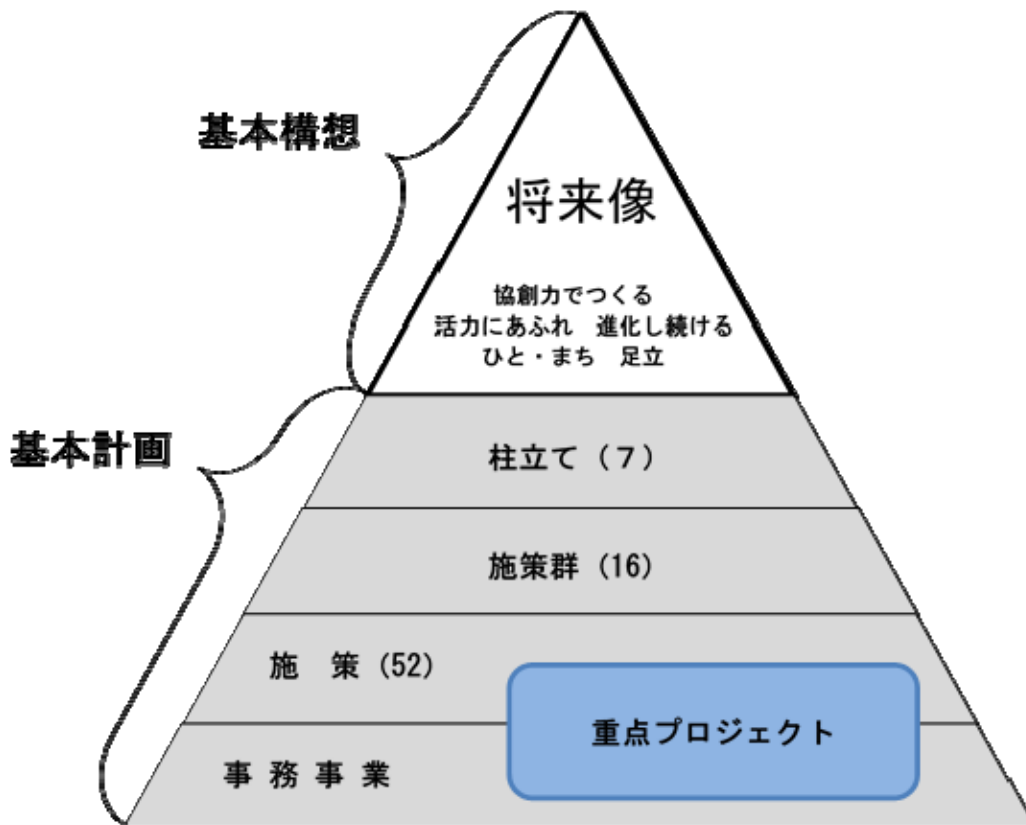 基本構想
将来像
協創力でつくる
活力にあふれ　進化し続ける
ひと・まち　足立
基本計画
柱立て（７）
施策群（16）
施　策（52）
重点プロジェクト
事 務 事 業